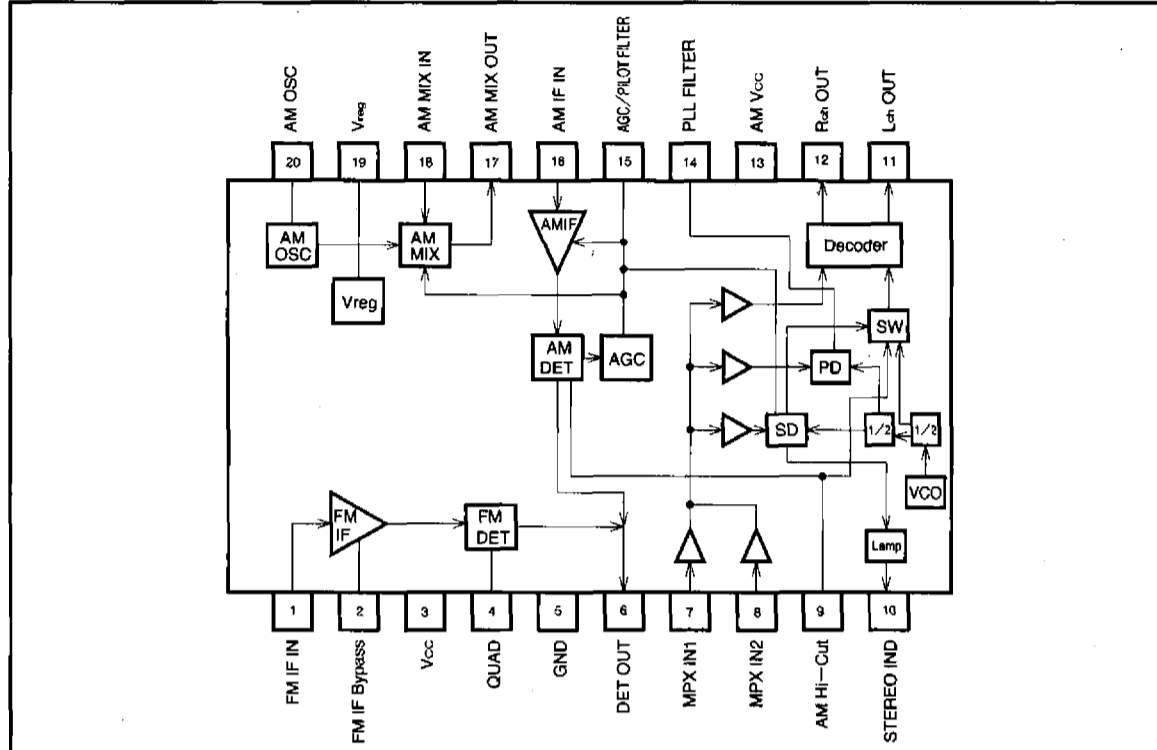 AM OSC
Vreg
AM MIX IN
AM MIX OUT
AM IF IN
AGC/PILOT FILTER
PLL FILTER
AM Vcc
Rch OUT
Lch OUT
20
19
18
17
16
15
14
13
12
11
AM
OSC
AM
MIX
AMIF
Decoder
Vreg
SW
AM
DET
AGC
PD
SD
1/2
1/2
VCO
FM
IF
FM
DET
Lamp
1
2
3
4
5
6
7
8
9
10
FM IF IN
FM IF Bypass
Vcc
QUAD
GND
DET OUT
MPX IN1
MPX IN2
AM Hi-Cut
STEREO IND